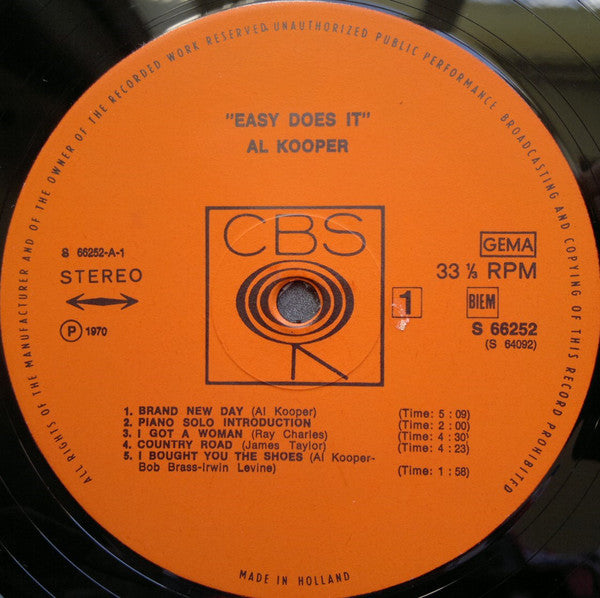 ALL RIGHTS OF THE MANUFACTURER AND OF THE OWNER OF THE RECORDED WORK RESERVED. UNAUTHORIZED PUBLIC PERFORMANCE BROADCASTING AND COPYING OF THIS RECORD PROHIBITED
"EASY DOES IT"
AL KOOPER
CBS
S 66252-A-1
STEREO
Ⓟ 1970
GEMA
33 ⅓ RPM
1
BIEM
S 66252
(S 64092)
1. BRAND NEW DAY (Al Kooper) (Time: 5 : 09)
2. PIANO SOLO INTRODUCTION (Time: 2 : 00)
3. I GOT A WOMAN (Ray Charles) (Time: 4 : 30)
4. COUNTRY ROAD (James Taylor) (Time: 4 : 23)
5. I BOUGHT YOU THE SHOES (Al Kooper-
Bob Brass-Irwin Levine) (Time: 1 : 58)
MADE IN HOLLAND